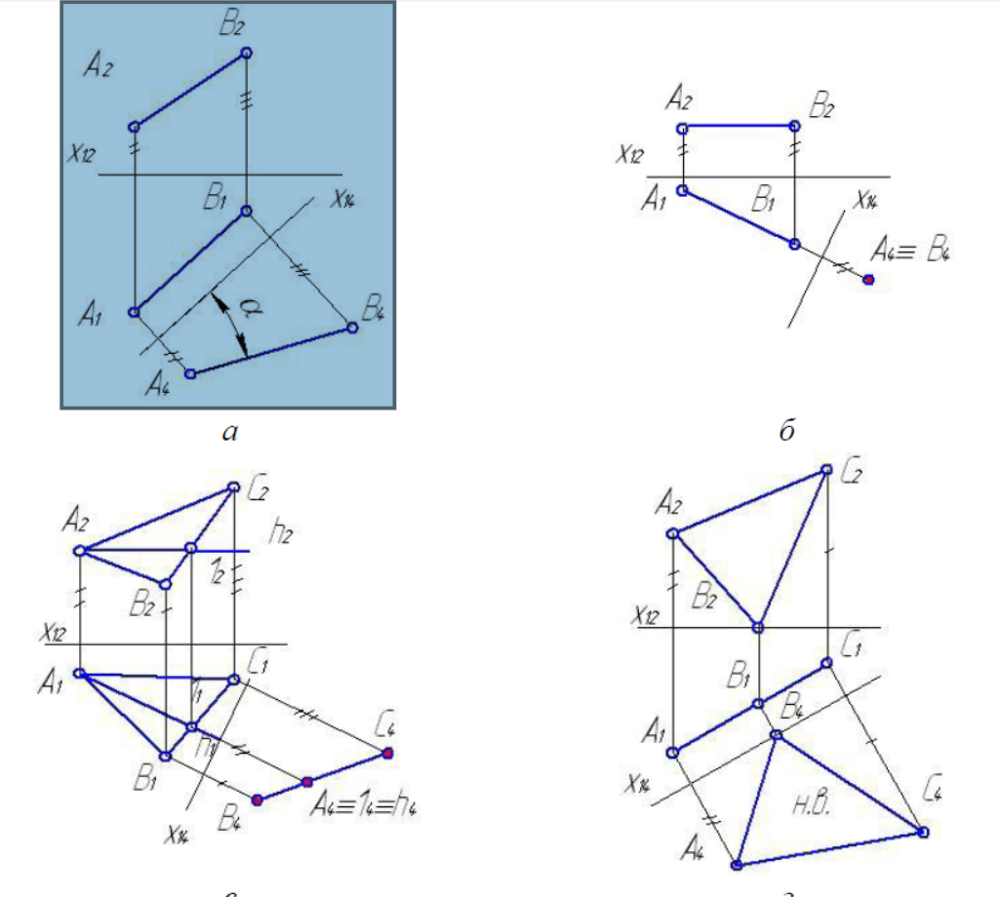 B₂
A₂
X₁₂
B₁
X₁₄
A₁
α
B₄
A₄
а
A₂
B₂
X₁₂
A₁
B₁
X₁₄
A₄≡ B₄
б
C₂
A₂
h₂
1₂
B₂
X₁₂
A₁
1₁
C₁
h₁
B₁
C₄
A₄≡1₄≡h₄
B₄
X₁₄
C₂
A₂
B₂
X₁₂
C₁
B₁
B₄
A₁
X₁₄
н.в.
C₄
A₄